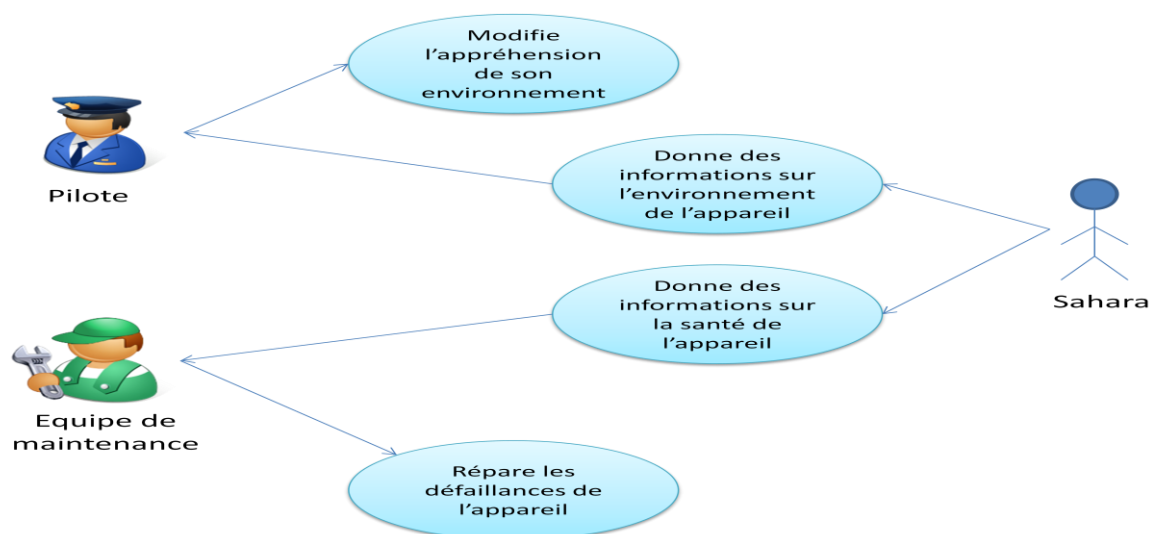 Modifie
l'appréhension
de son
environnement
Pilote
Donne des
informations sur
l'environnement
de l'appareil
Donne des
informations sur
la santé de
l'appareil
Sahara
Equipe de
maintenance
Répare les
défaillances de
l'appareil